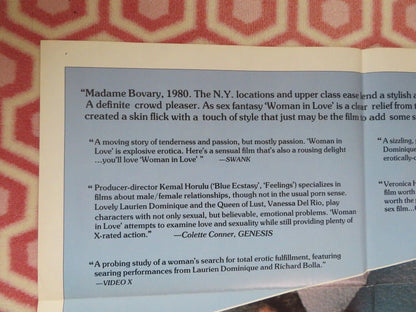 “Madame Bovary, 1980. The N.Y. locations and upper class ease lend a stylish a
A definite crowd pleaser. As sex fantasy ‘Woman in Love’ is a clear relief from t
created a skin flick with a touch of style that just may be the film to add some s
“A moving story of tenderness and passion, but mostly passion. ‘Woman in
Love’ is explosive erotica. Here's a sensual film that's also a rousing delight
...you'll love ‘Woman in Love’ ” —SWANK
“A sizzling,
Dominique
erotically-c
“Producer-director Kemal Horulu (‘Blue Ecstasy’, ‘Feelings’) specializes in
films about male/female relationships, though not in the usual porn sense.
Lovely Laurien Dominique and the Queen of Lust, Vanessa Del Rio, play
characters with not only sexual, but believable, emotional problems. ‘Woman
in Love’ attempts to examine love and sexuality while still providing plenty of
X-rated action.” —Colette Conner, GENESIS
“Veronica H
film worth
worth the
sex film...
“A probing study of a woman's search for total erotic fulfillment, featuring
searing performances from Laurien Dominique and Richard Bolla.”
—VIDEO X